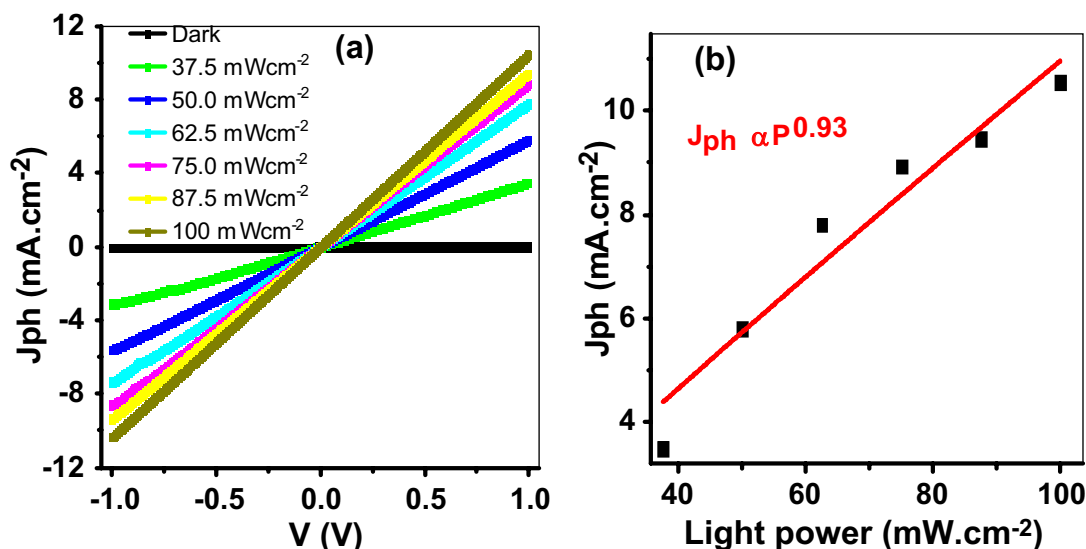 (a)
Dark
37.5 mWcm-2
50.0 mWcm-2
62.5 mWcm-2
75.0 mWcm-2
87.5 mWcm-2
100 mWcm-2
Jph (mA.cm-2)
12
8
4
0
-4
-8
-12
-1.0 -0.5 0.0 0.5 1.0
V (V)
(b)
Jph αP0.93
Jph (mA.cm-2)
10
8
6
4
40 60 80 100
Light power (mW.cm-2)